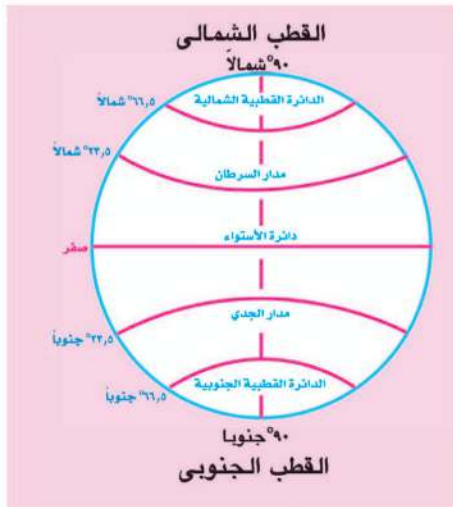 القطب الشمالى
٩٠° شمالاً
الدائرة القطبية الشمالية
٦٦,٥° شمالاً
٢٣,٥° شمالاً
مدار السرطان
دائرة الأستواء
صفر
مدار الجدي
٢٣,٥° جنوباً
الدائرة القطبية الجنوبية
٦٦,٥° جنوباً
٩٠° جنوبا
القطب الجنوبى